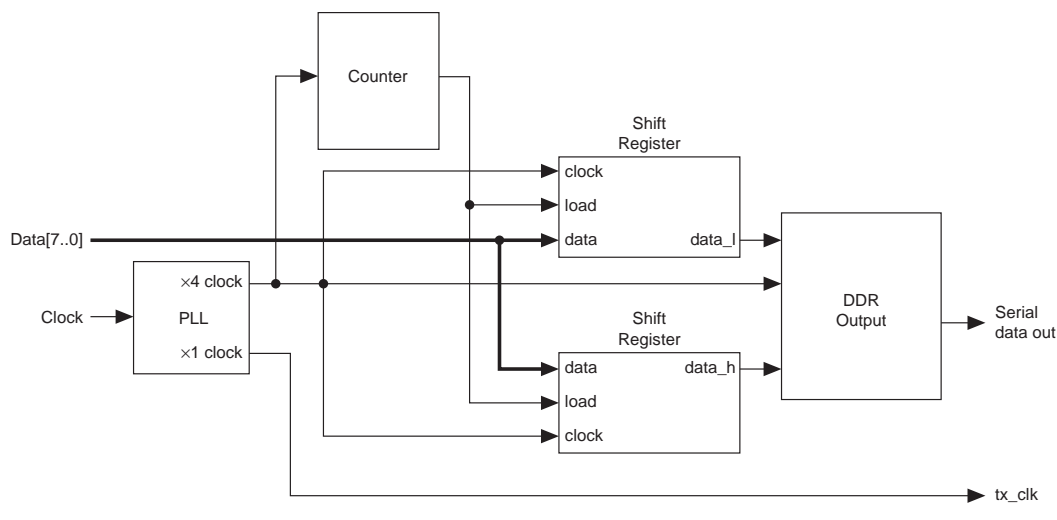 Counter
Shift
Register
clock
load
data
data_l
Data[7..0]
×4 clock
PLL
×1 clock
Clock
Shift
Register
data
data_h
load
clock
DDR
Output
Serial
data out
tx_clk